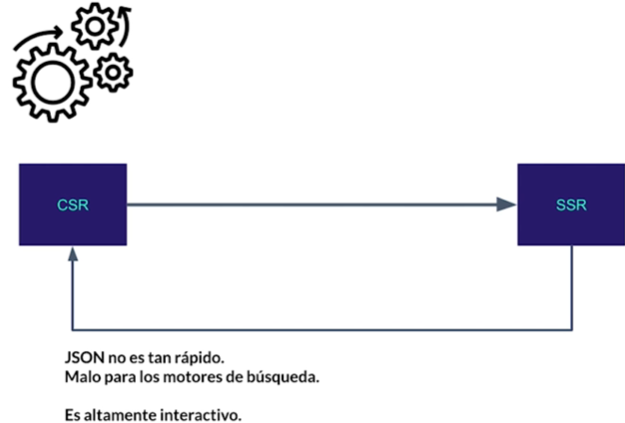 CSR
SSR
JSON no es tan rápido.
Malo para los motores de búsqueda.
Es altamente interactivo.